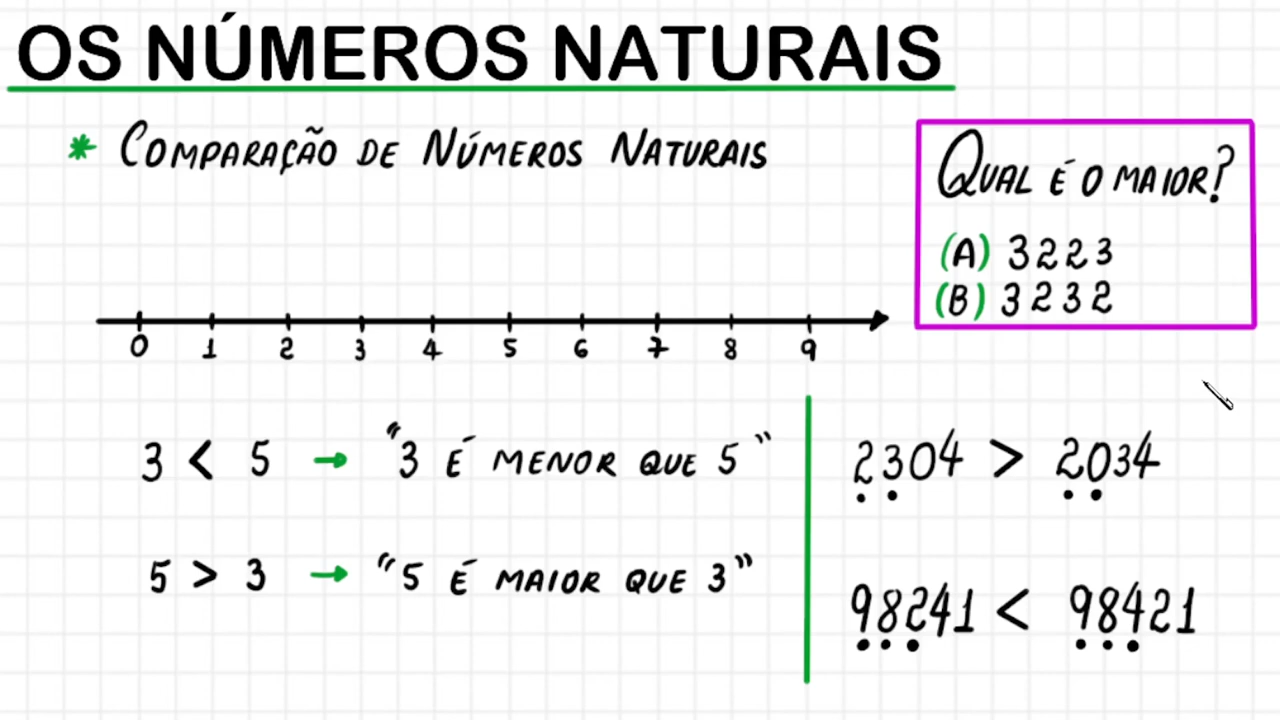 OS NÚMEROS NATURAIS
* COMPARAÇÃO DE NÚMEROS NATURAIS
QUAL É O MAIOR?
(A) 3223
(B) 3232
0 1 2 3 4 5 6 7 8 9
3 < 5 → "3 É MENOR QUE 5"
5 > 3 → "5 É MAIOR QUE 3"
2304 > 2034
98241 < 98421